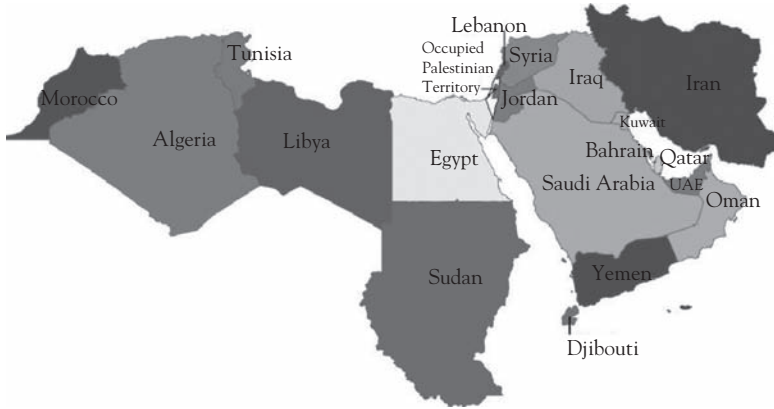 Lebanon
Tunisia
Occupied
Palestinian
Territory
Syria
Iraq
Iran
Morocco
Jordan
Algeria
Libya
Kuwait
Egypt
Bahrain
Qatar
Saudi Arabia
UAE
Oman
Sudan
Yemen
Djibouti